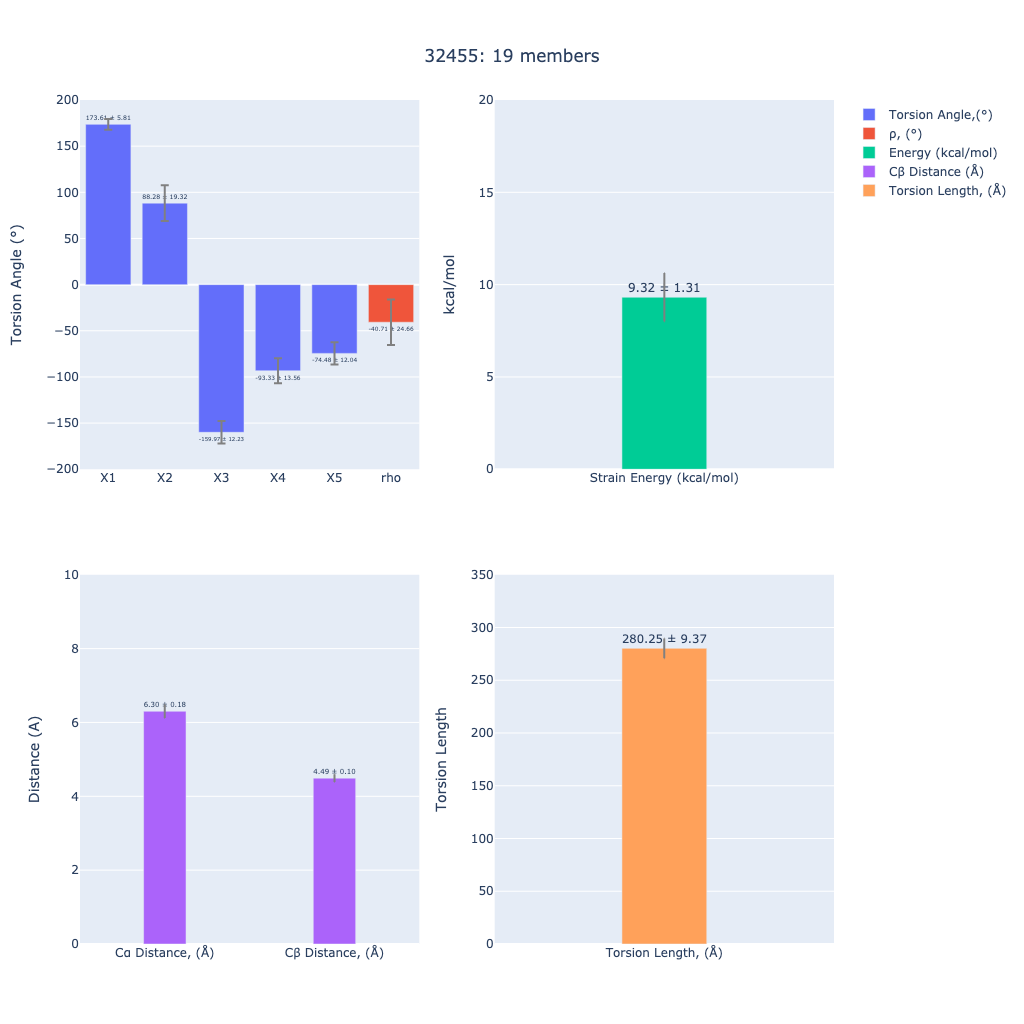 32455: 19 members
200
150
100
50
0
−50
−100
−150
−200
Torsion Angle (°)
173.61 ± 5.81
88.28 ± 19.32
-159.97 ± 12.23
-93.33 ± 13.56
-74.48 ± 12.04
-40.71 ± 24.66
X1 X2 X3 X4 X5 rho
20
15
10
5
0
kcal/mol
9.32 ± 1.31
Strain Energy (kcal/mol)
Torsion Angle,(°)
ρ, (°)
Energy (kcal/mol)
Cβ Distance (Å)
Torsion Length, (Å)
10
8
6
4
2
0
Distance (A)
6.30 ± 0.18
4.49 ± 0.10
Cα Distance, (Å) Cβ Distance, (Å)
350
300
250
200
150
100
50
0
Torsion Length
280.25 ± 9.37
Torsion Length, (Å)